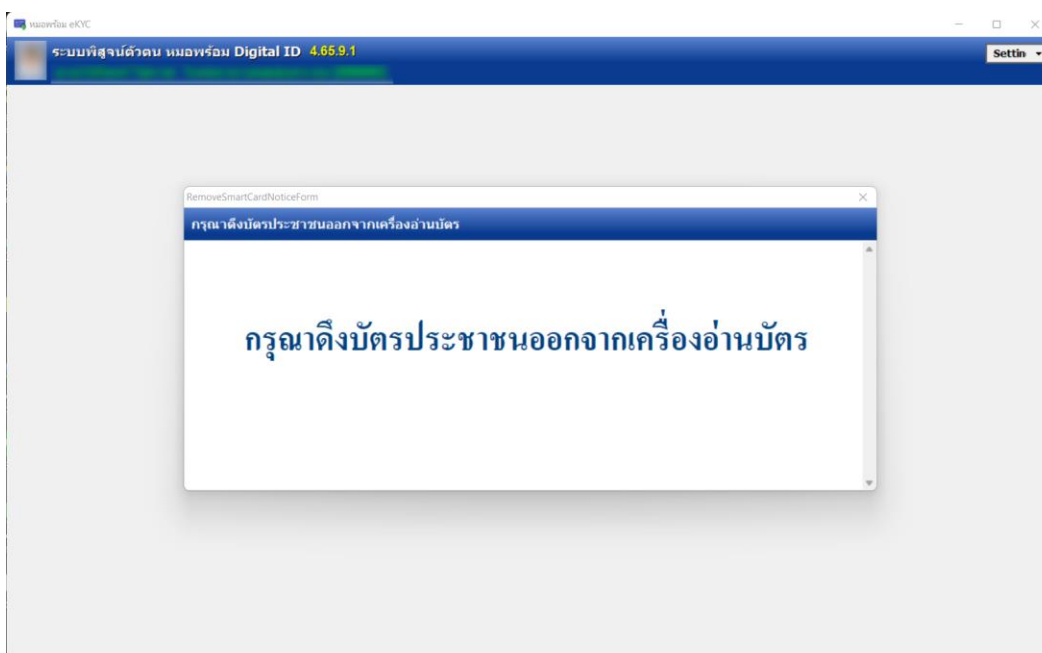 หมอพร้อม eKYC
ระบบพิสูจน์ตัวตน หมอพร้อม Digital ID 4.65.9.1
Settin
RemoveSmartCardNoticeForm
กรุณาดึงบัตรประชาชนออกจากเครื่องอ่านบัตร
กรุณาดึงบัตรประชาชนออกจากเครื่องอ่านบัตร